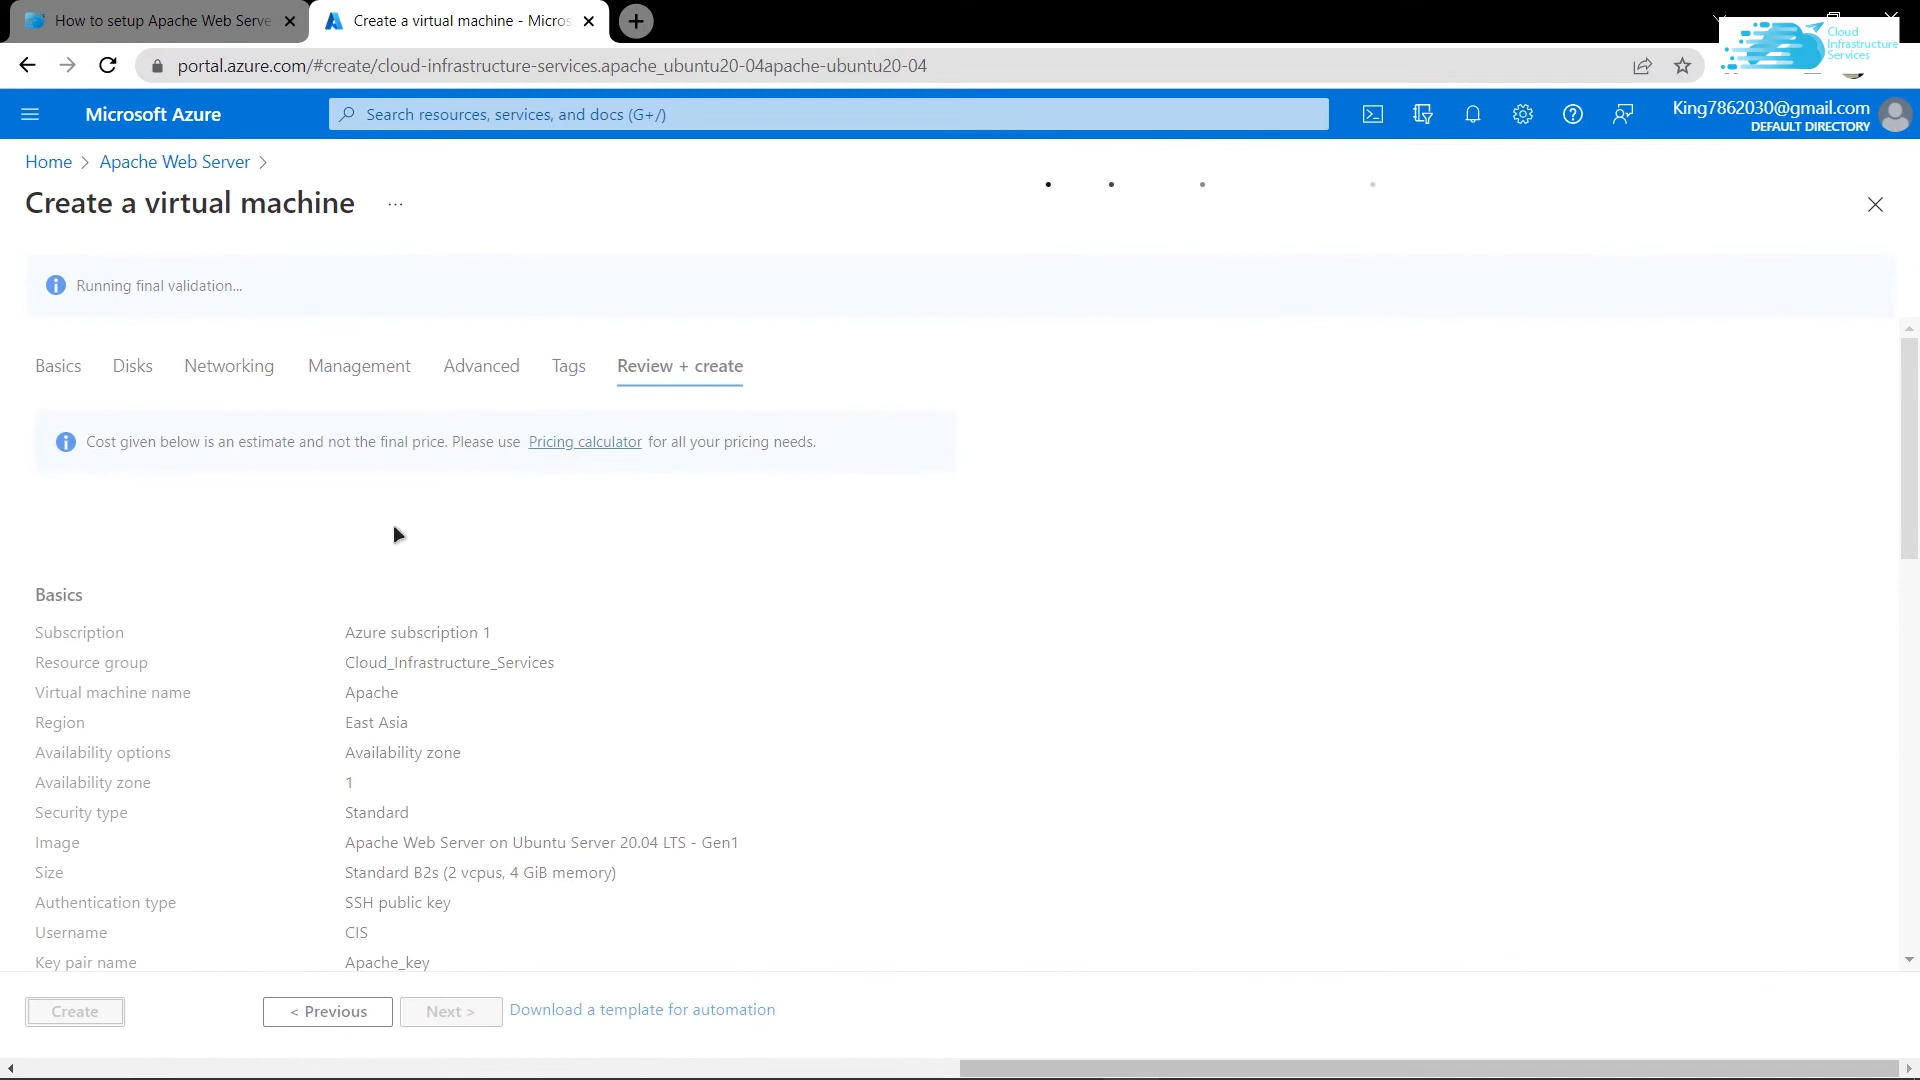 How to setup Apache Web Serve
Create a virtual machine - Micros
Cloud
Infrastructure
Services
portal.azure.com/#create/cloud-infrastructure-services.apache_ubuntu20-04apache-ubuntu20-04
Microsoft Azure
Search resources, services, and docs (G+/)
King7862030@gmail.com
DEFAULT DIRECTORY
Home > Apache Web Server >
Create a virtual machine ...
Running final validation...
Basics Disks Networking Management Advanced Tags Review + create
Cost given below is an estimate and not the final price. Please use Pricing calculator for all your pricing needs.
Basics
Subscription Azure subscription 1
Resource group Cloud_Infrastructure_Services
Virtual machine name Apache
Region East Asia
Availability options Availability zone
Availability zone 1
Security type Standard
Image Apache Web Server on Ubuntu Server 20.04 LTS - Gen1
Size Standard B2s (2 vcpus, 4 GiB memory)
Authentication type SSH public key
Username CIS
Key pair name Apache_key
Create < Previous Next > Download a template for automation